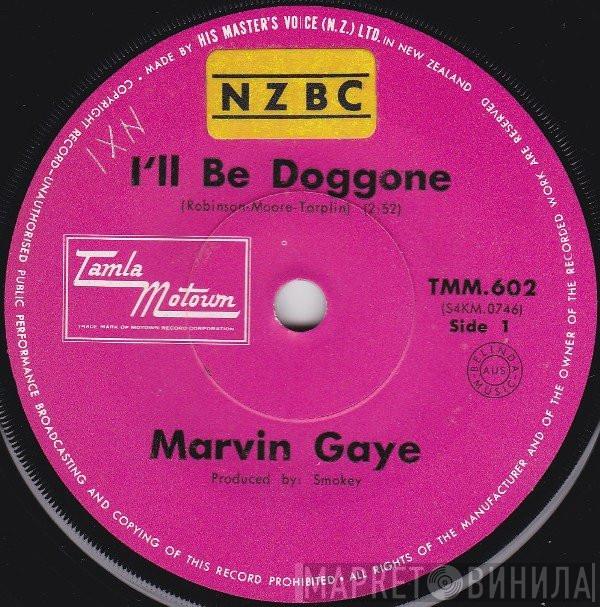 COPYRIGHT RECORD—UNAUTHORISED PUBLIC PERFORMANCE BROADCASTING AND COPYING OF THIS RECORD PROHIBITED • ALL RIGHTS OF THE MANUFACTURER AND OF THE OWNER OF THE RECORDED WORK ARE RESERVED
• MADE BY HIS MASTER'S VOICE (N.Z.) LTD. IN NEW ZEALAND
NZBC
1XN
I'll Be Doggone
(Robinson-Moore-Tarplin) (2-52)
Tamla
Motown
TRADE MARK OF MOTOWN RECORD CORPORATION
TMM.602
(S4KM.0746)
Side 1
BELINDA
AUS
MUSIC
Marvin Gaye
Produced by: Smokey
МАРКЕТ ВИНИЛА